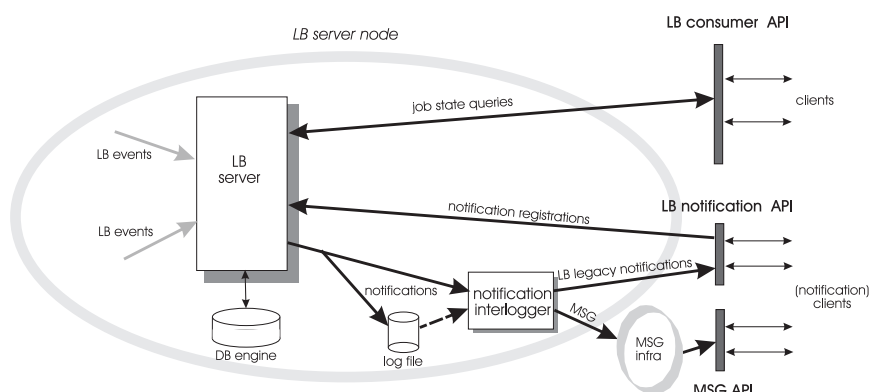 LB consumer API
LB server node
job state queries
clients
LB events
LB
server
notification registrations
LB notification API
LB events
LB legacy notifications
notifications
notification
interlogger
(notification)
clients
MSG
MSG
infra
DB engine
log file
MSG API